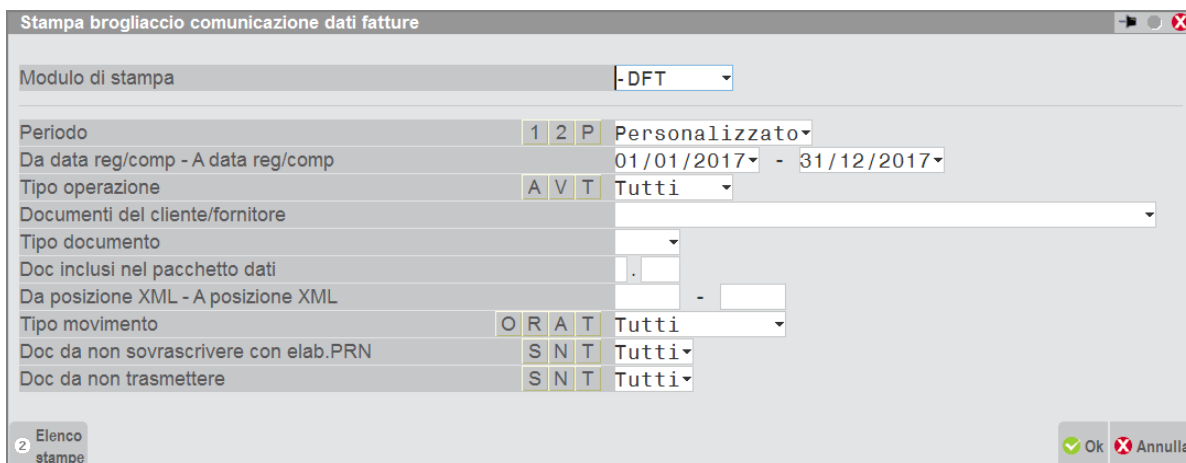 Stampa brogliaccio comunicazione dati fatture
Modulo di stampa -DFT
Periodo 1 2 P Personalizzato
Da data reg/comp - A data reg/comp 01/01/2017 - 31/12/2017
Tipo operazione A V T Tutti
Documenti del cliente/fornitore
Tipo documento
Doc inclusi nel pacchetto dati .
Da posizione XML - A posizione XML -
Tipo movimento O R A T Tutti
Doc da non sovrascrivere con elab.PRN S N T Tutti
Doc da non trasmettere S N T Tutti
2 Elenco stampe Ok Annulla